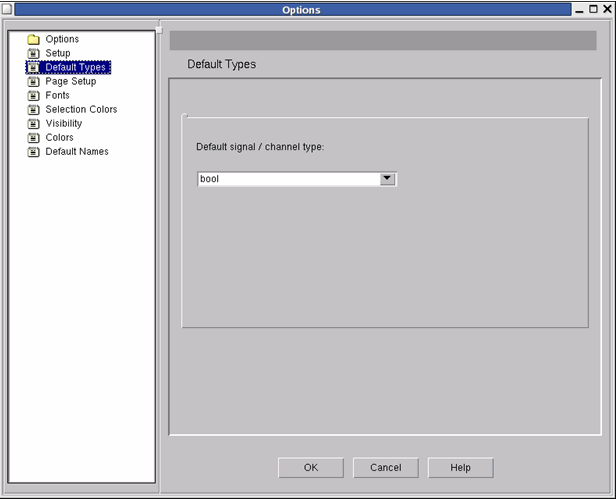 Options
Options
Setup
Default Types
Page Setup
Fonts
Selection Colors
Visibility
Colors
Default Names
Default Types
Default signal / channel type:
bool
OK Cancel Help